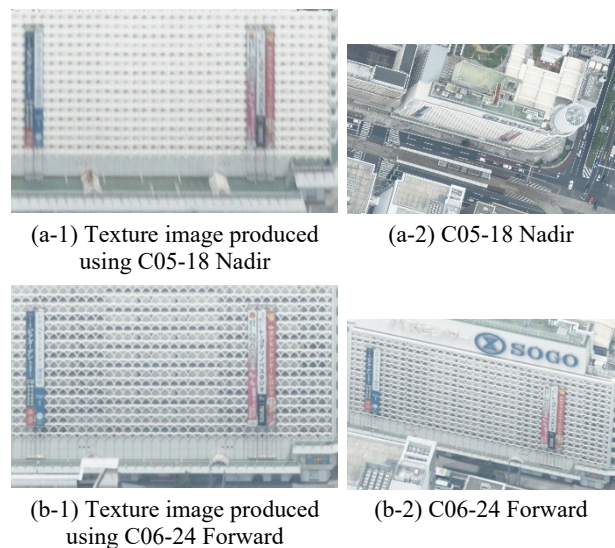 (a-1) Texture image produced
using C05-18 Nadir
(a-2) C05-18 Nadir
SOGO
(b-1) Texture image produced
using C06-24 Forward
(b-2) C06-24 Forward